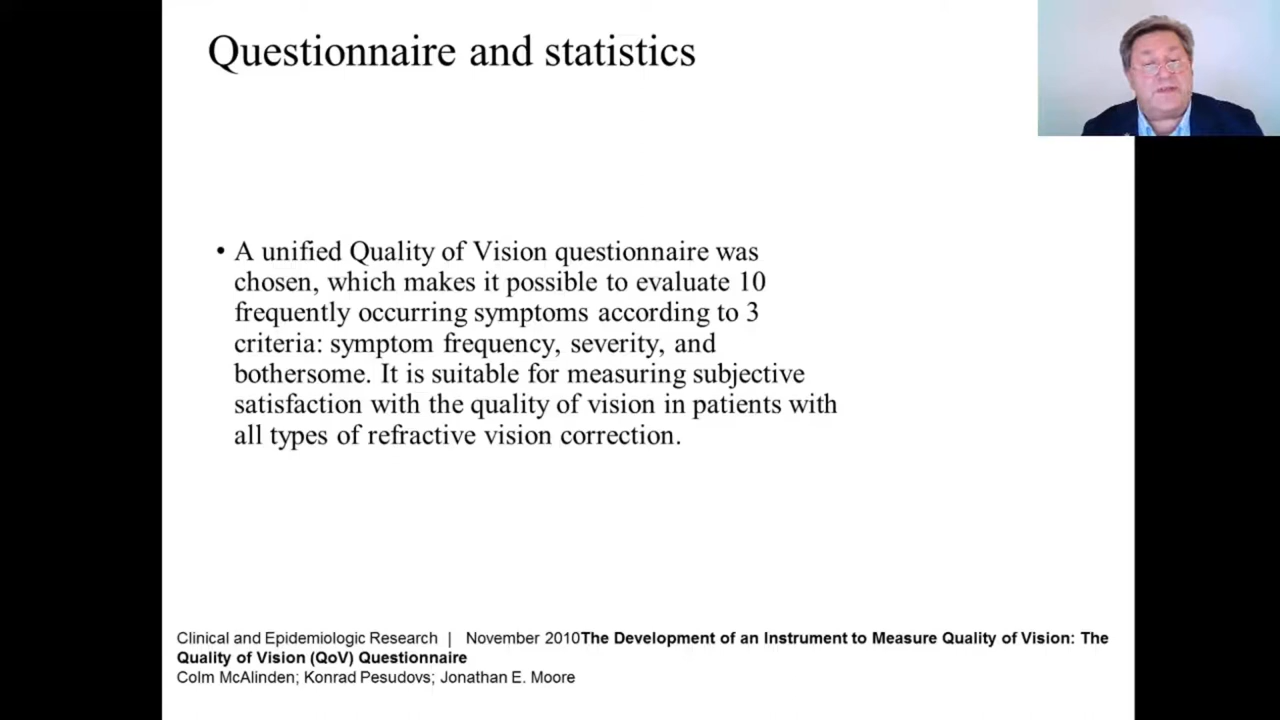 Questionnaire and statistics
• A unified Quality of Vision questionnaire was
chosen, which makes it possible to evaluate 10
frequently occurring symptoms according to 3
criteria: symptom frequency, severity, and
bothersome. It is suitable for measuring subjective
satisfaction with the quality of vision in patients with
all types of refractive vision correction.
Clinical and Epidemiologic Research | November 2010The Development of an Instrument to Measure Quality of Vision: The
Quality of Vision (QoV) Questionnaire
Colm McAlinden; Konrad Pesudovs; Jonathan E. Moore